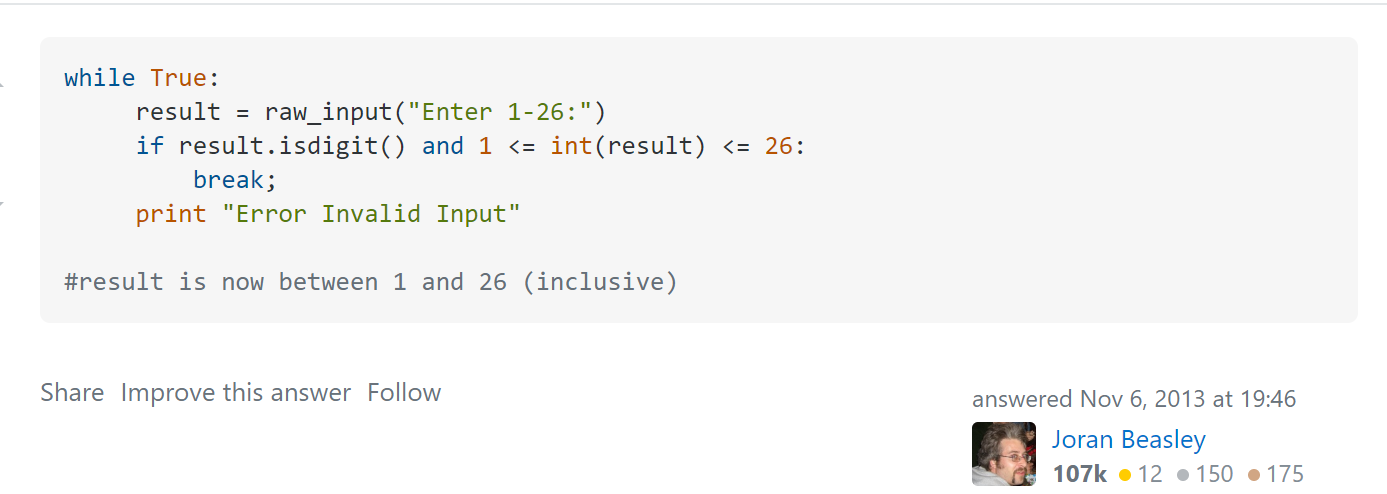 while True:
     result = raw_input("Enter 1-26:")
     if result.isdigit() and 1 <= int(result) <= 26:
         break;
     print "Error Invalid Input"
#result is now between 1 and 26 (inclusive)
Share Improve this answer Follow
answered Nov 6, 2013 at 19:46
Joran Beasley
107k 12 150 175